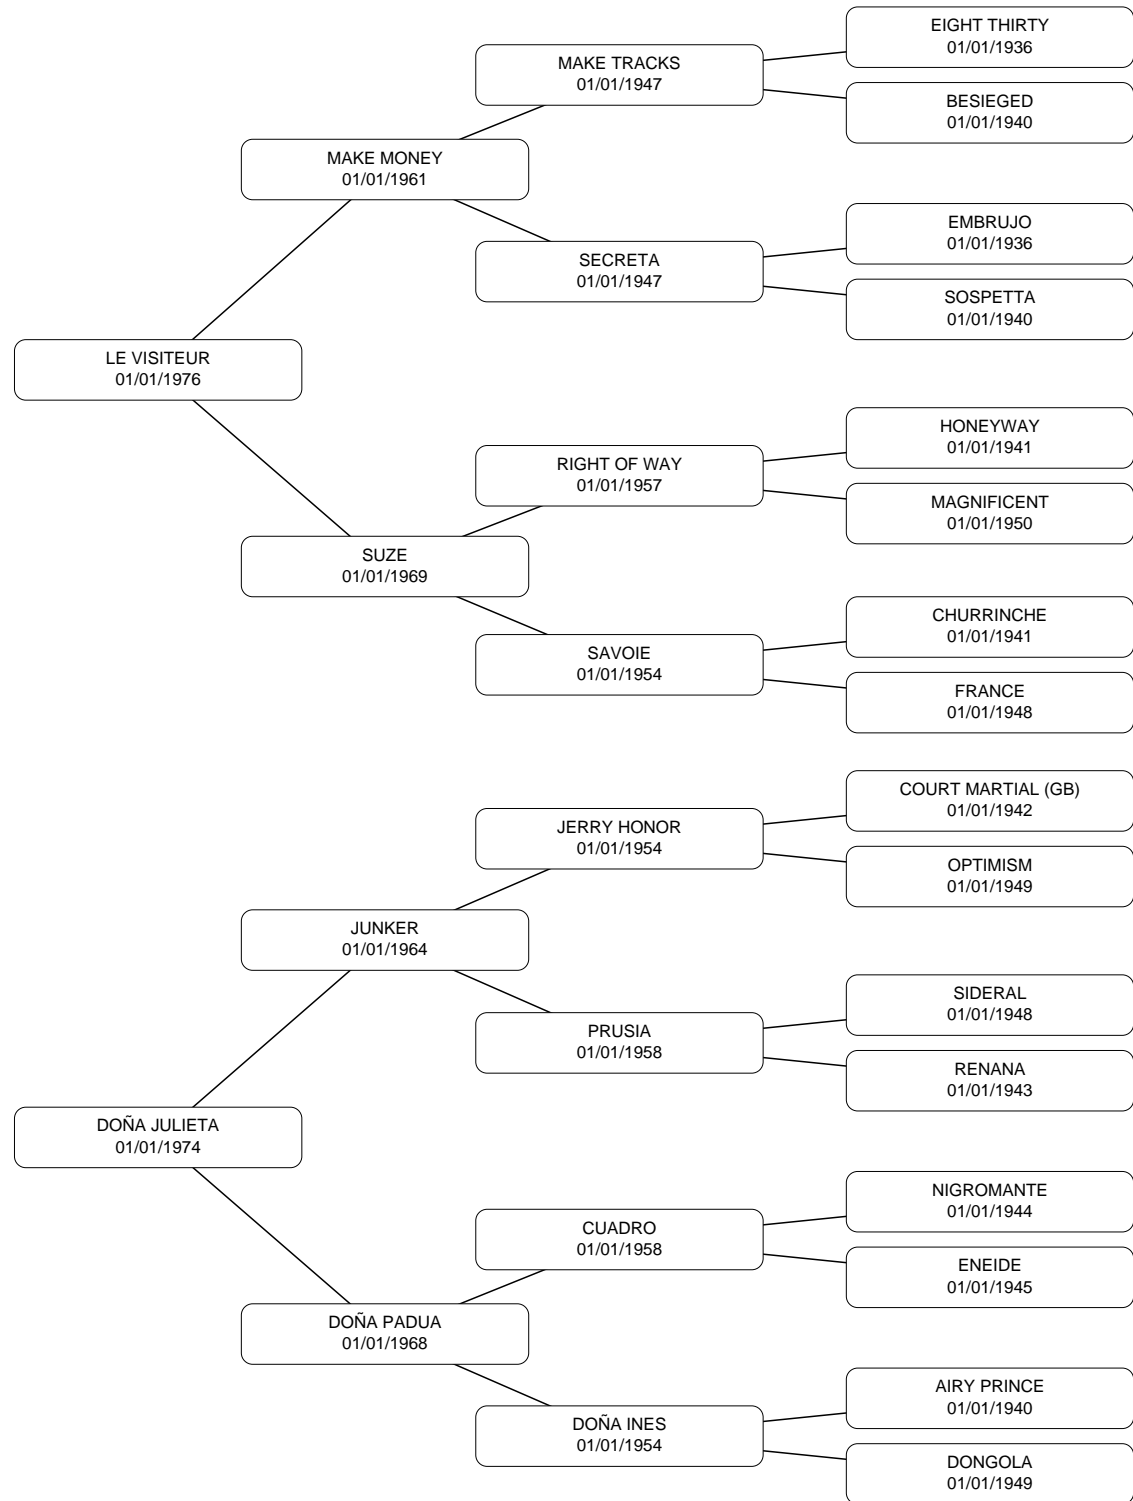 EIGHT THIRTY
01/01/1936
MAKE TRACKS
01/01/1947
BESIEGED
01/01/1940
MAKE MONEY
01/01/1961
EMBRUJO
01/01/1936
SECRETA
01/01/1947
SOSPETTA
01/01/1940
LE VISITEUR
01/01/1976
HONEYWAY
01/01/1941
RIGHT OF WAY
01/01/1957
MAGNIFICENT
01/01/1950
SUZE
01/01/1969
CHURRINCHE
01/01/1941
SAVOIE
01/01/1954
FRANCE
01/01/1948
COURT MARTIAL (GB)
01/01/1942
JERRY HONOR
01/01/1954
OPTIMISM
01/01/1949
JUNKER
01/01/1964
SIDERAL
01/01/1948
PRUSIA
01/01/1958
RENANA
01/01/1943
DOÑA JULIETA
01/01/1974
NIGROMANTE
01/01/1944
CUADRO
01/01/1958
ENEIDE
01/01/1945
DOÑA PADUA
01/01/1968
AIRY PRINCE
01/01/1940
DOÑA INES
01/01/1954
DONGOLA
01/01/1949